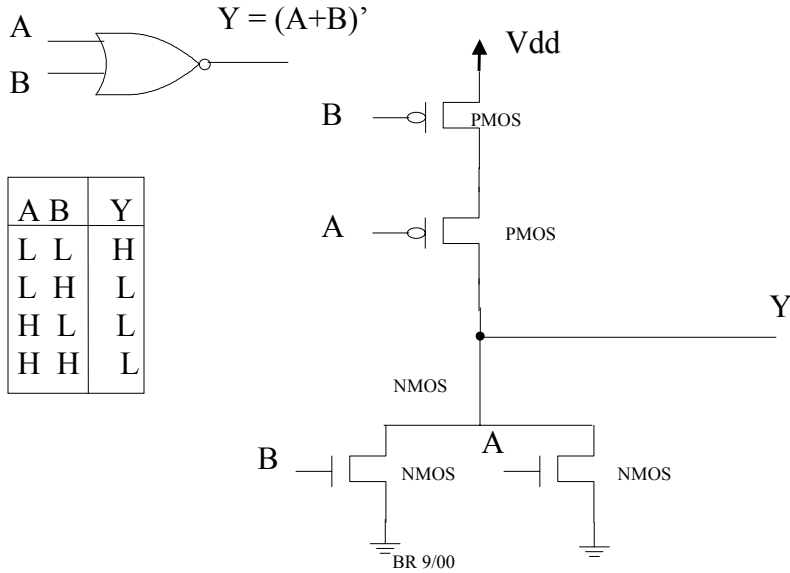 Y = (A+B)’
A
B
Vdd
B
PMOS
A
PMOS
A B Y
L L H
L H L
H L L
H H L
Y
NMOS
B
NMOS
A
NMOS
BR 9/00